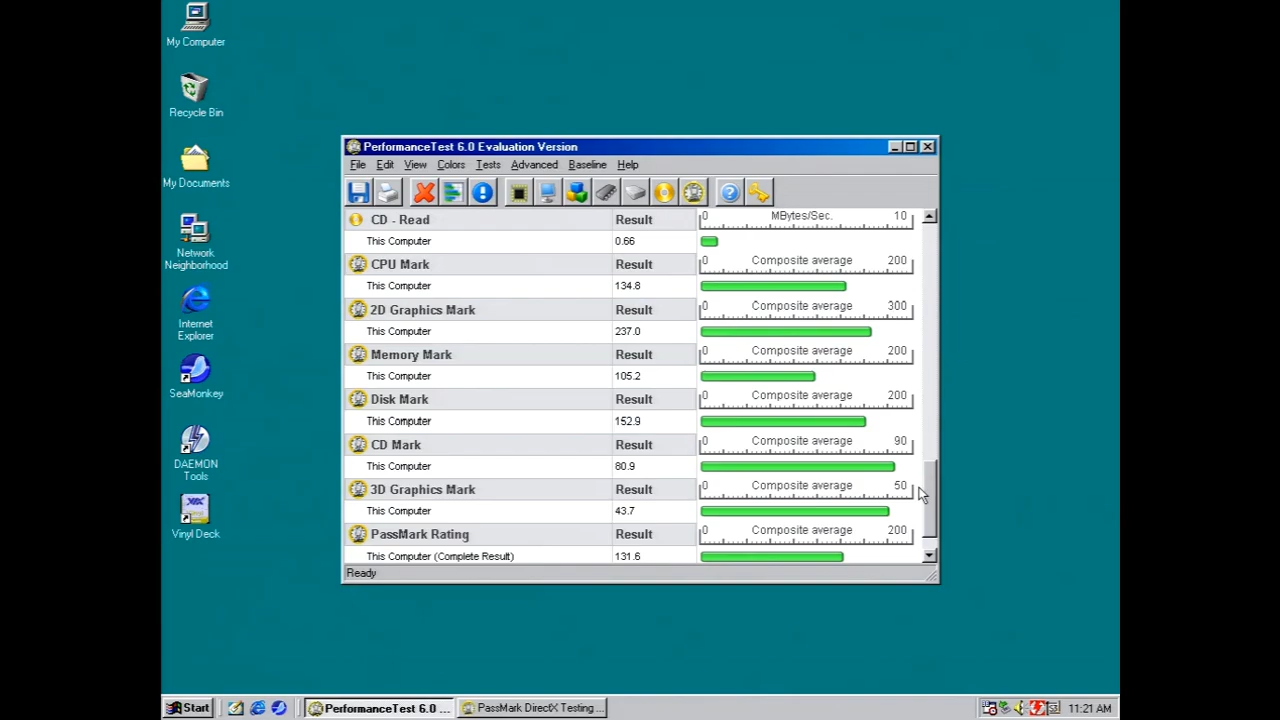 My Computer
Recycle Bin
My Documents
Network
Neighborhood
Internet
Explorer
SeaMonkey
DAEMON
Tools
VIX
Vinyl Deck
PerformanceTest 6.0 Evaluation Version
File Edit View Colors Tests Advanced Baseline Help
CD - Read Result 0 MBytes/Sec. 10
This Computer 0.66
CPU Mark Result 0 Composite average 200
This Computer 134.8
2D Graphics Mark Result 0 Composite average 300
This Computer 237.0
Memory Mark Result 0 Composite average 200
This Computer 105.2
Disk Mark Result 0 Composite average 200
This Computer 152.9
CD Mark Result 0 Composite average 90
This Computer 80.9
3D Graphics Mark Result 0 Composite average 50
This Computer 43.7
PassMark Rating Result 0 Composite average 200
This Computer (Complete Result) 131.6
Ready
Start PerformanceTest 6.0 ... PassMark DirectX Testing ... 11:21 AM